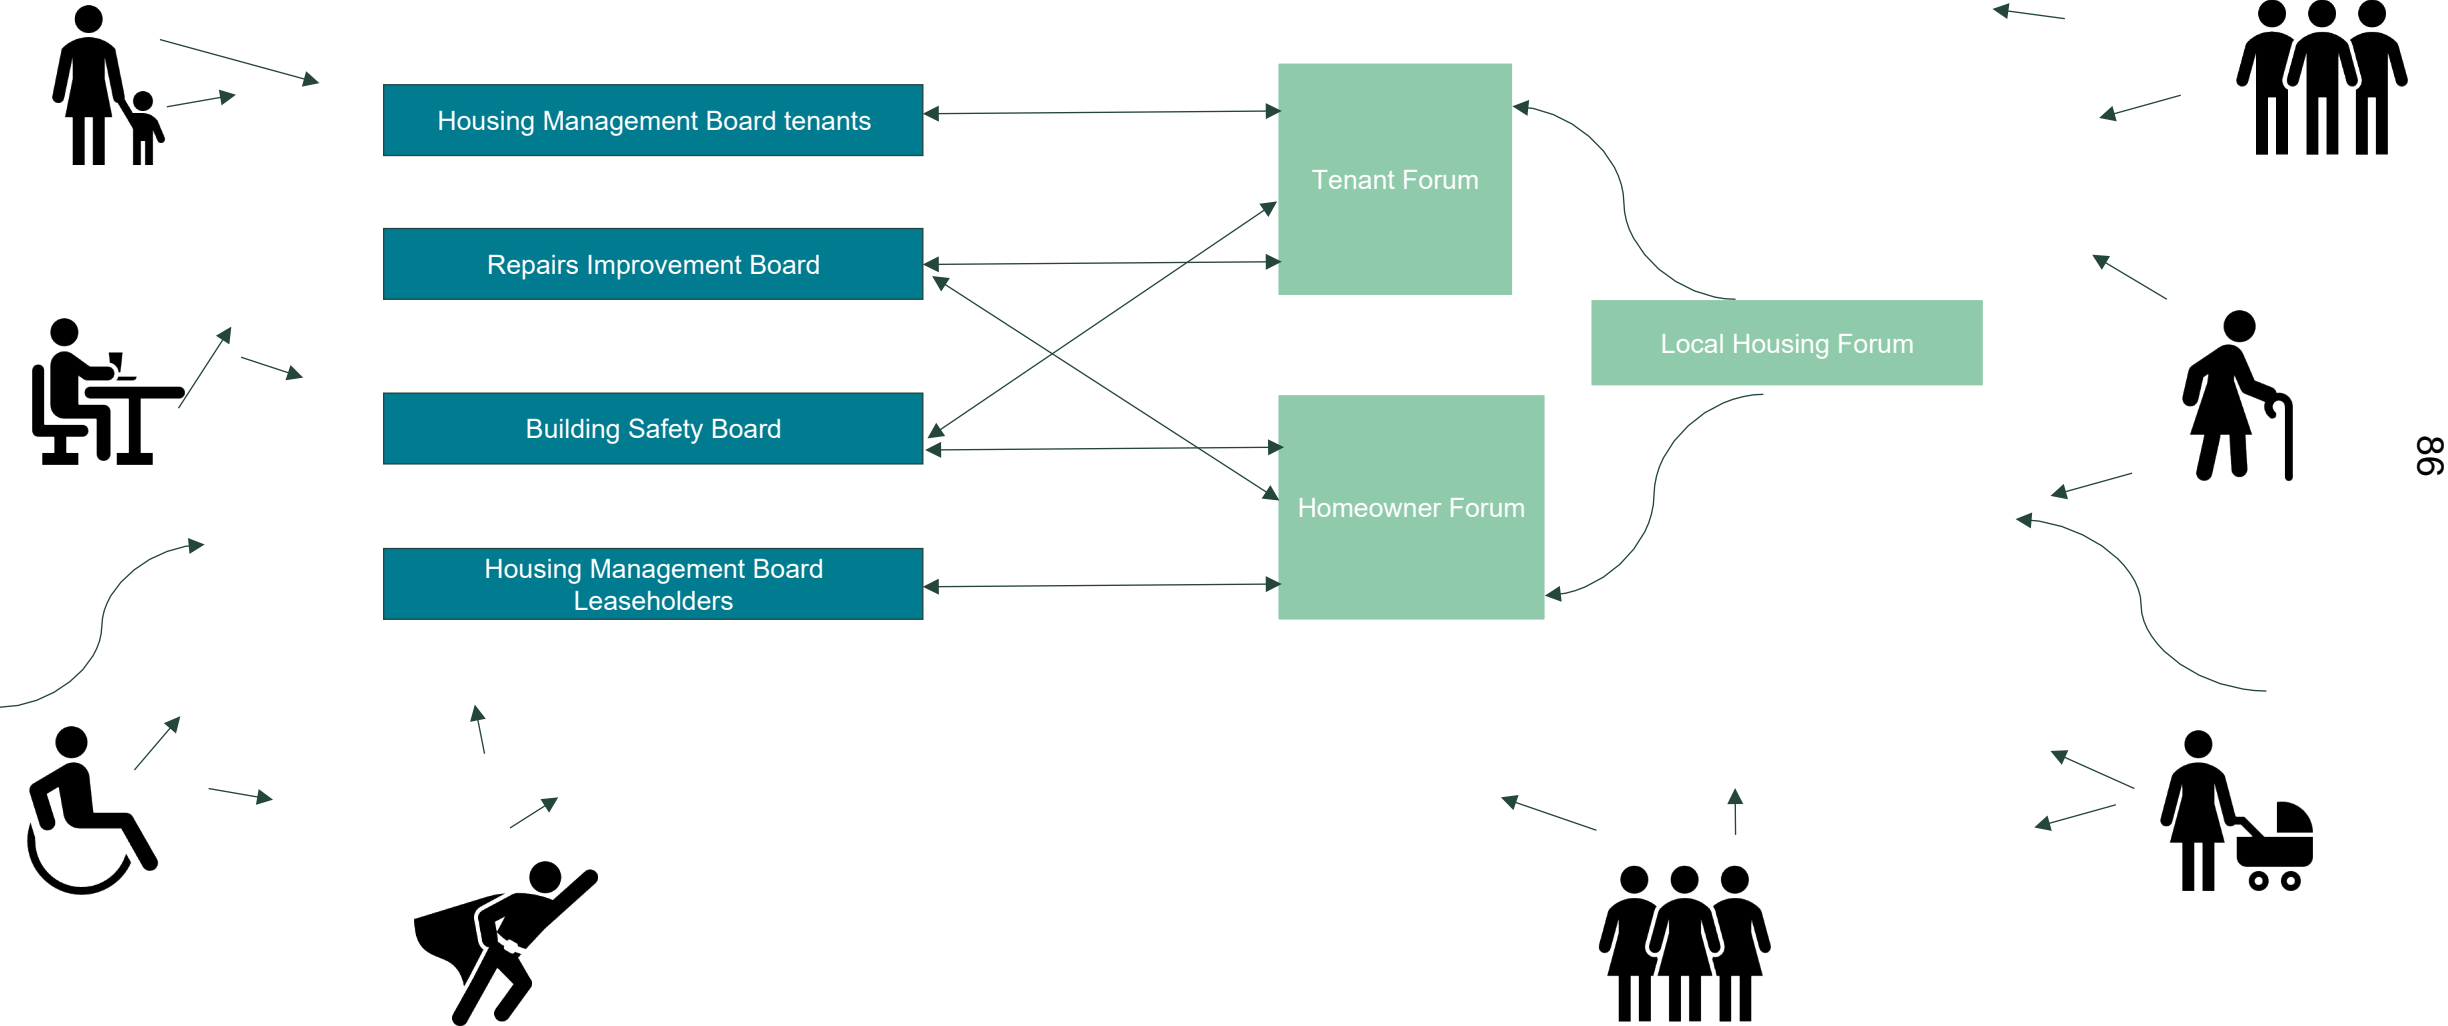 Housing Management Board tenants
Tenant Forum
Repairs Improvement Board
Local Housing Forum
Building Safety Board
Homeowner Forum
Housing Management Board
Leaseholders
86